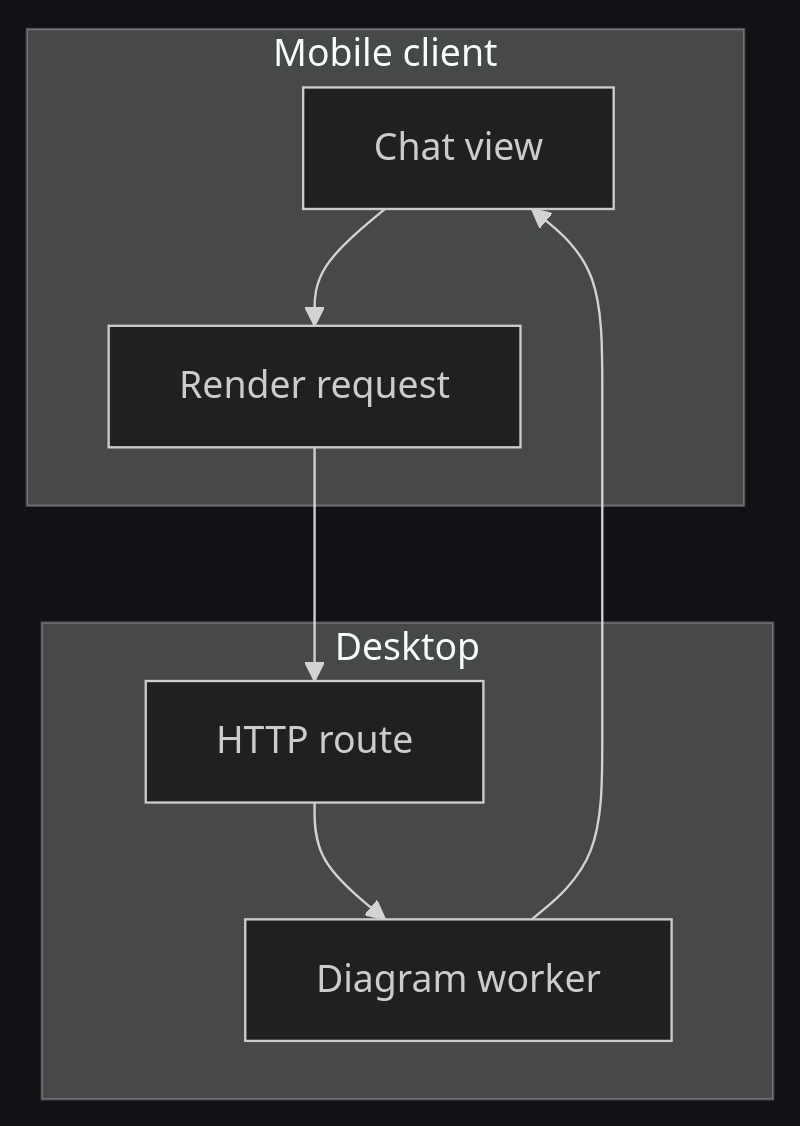 Mobile client
Chat view
Render request
Desktop
HTTP route
Diagram worker